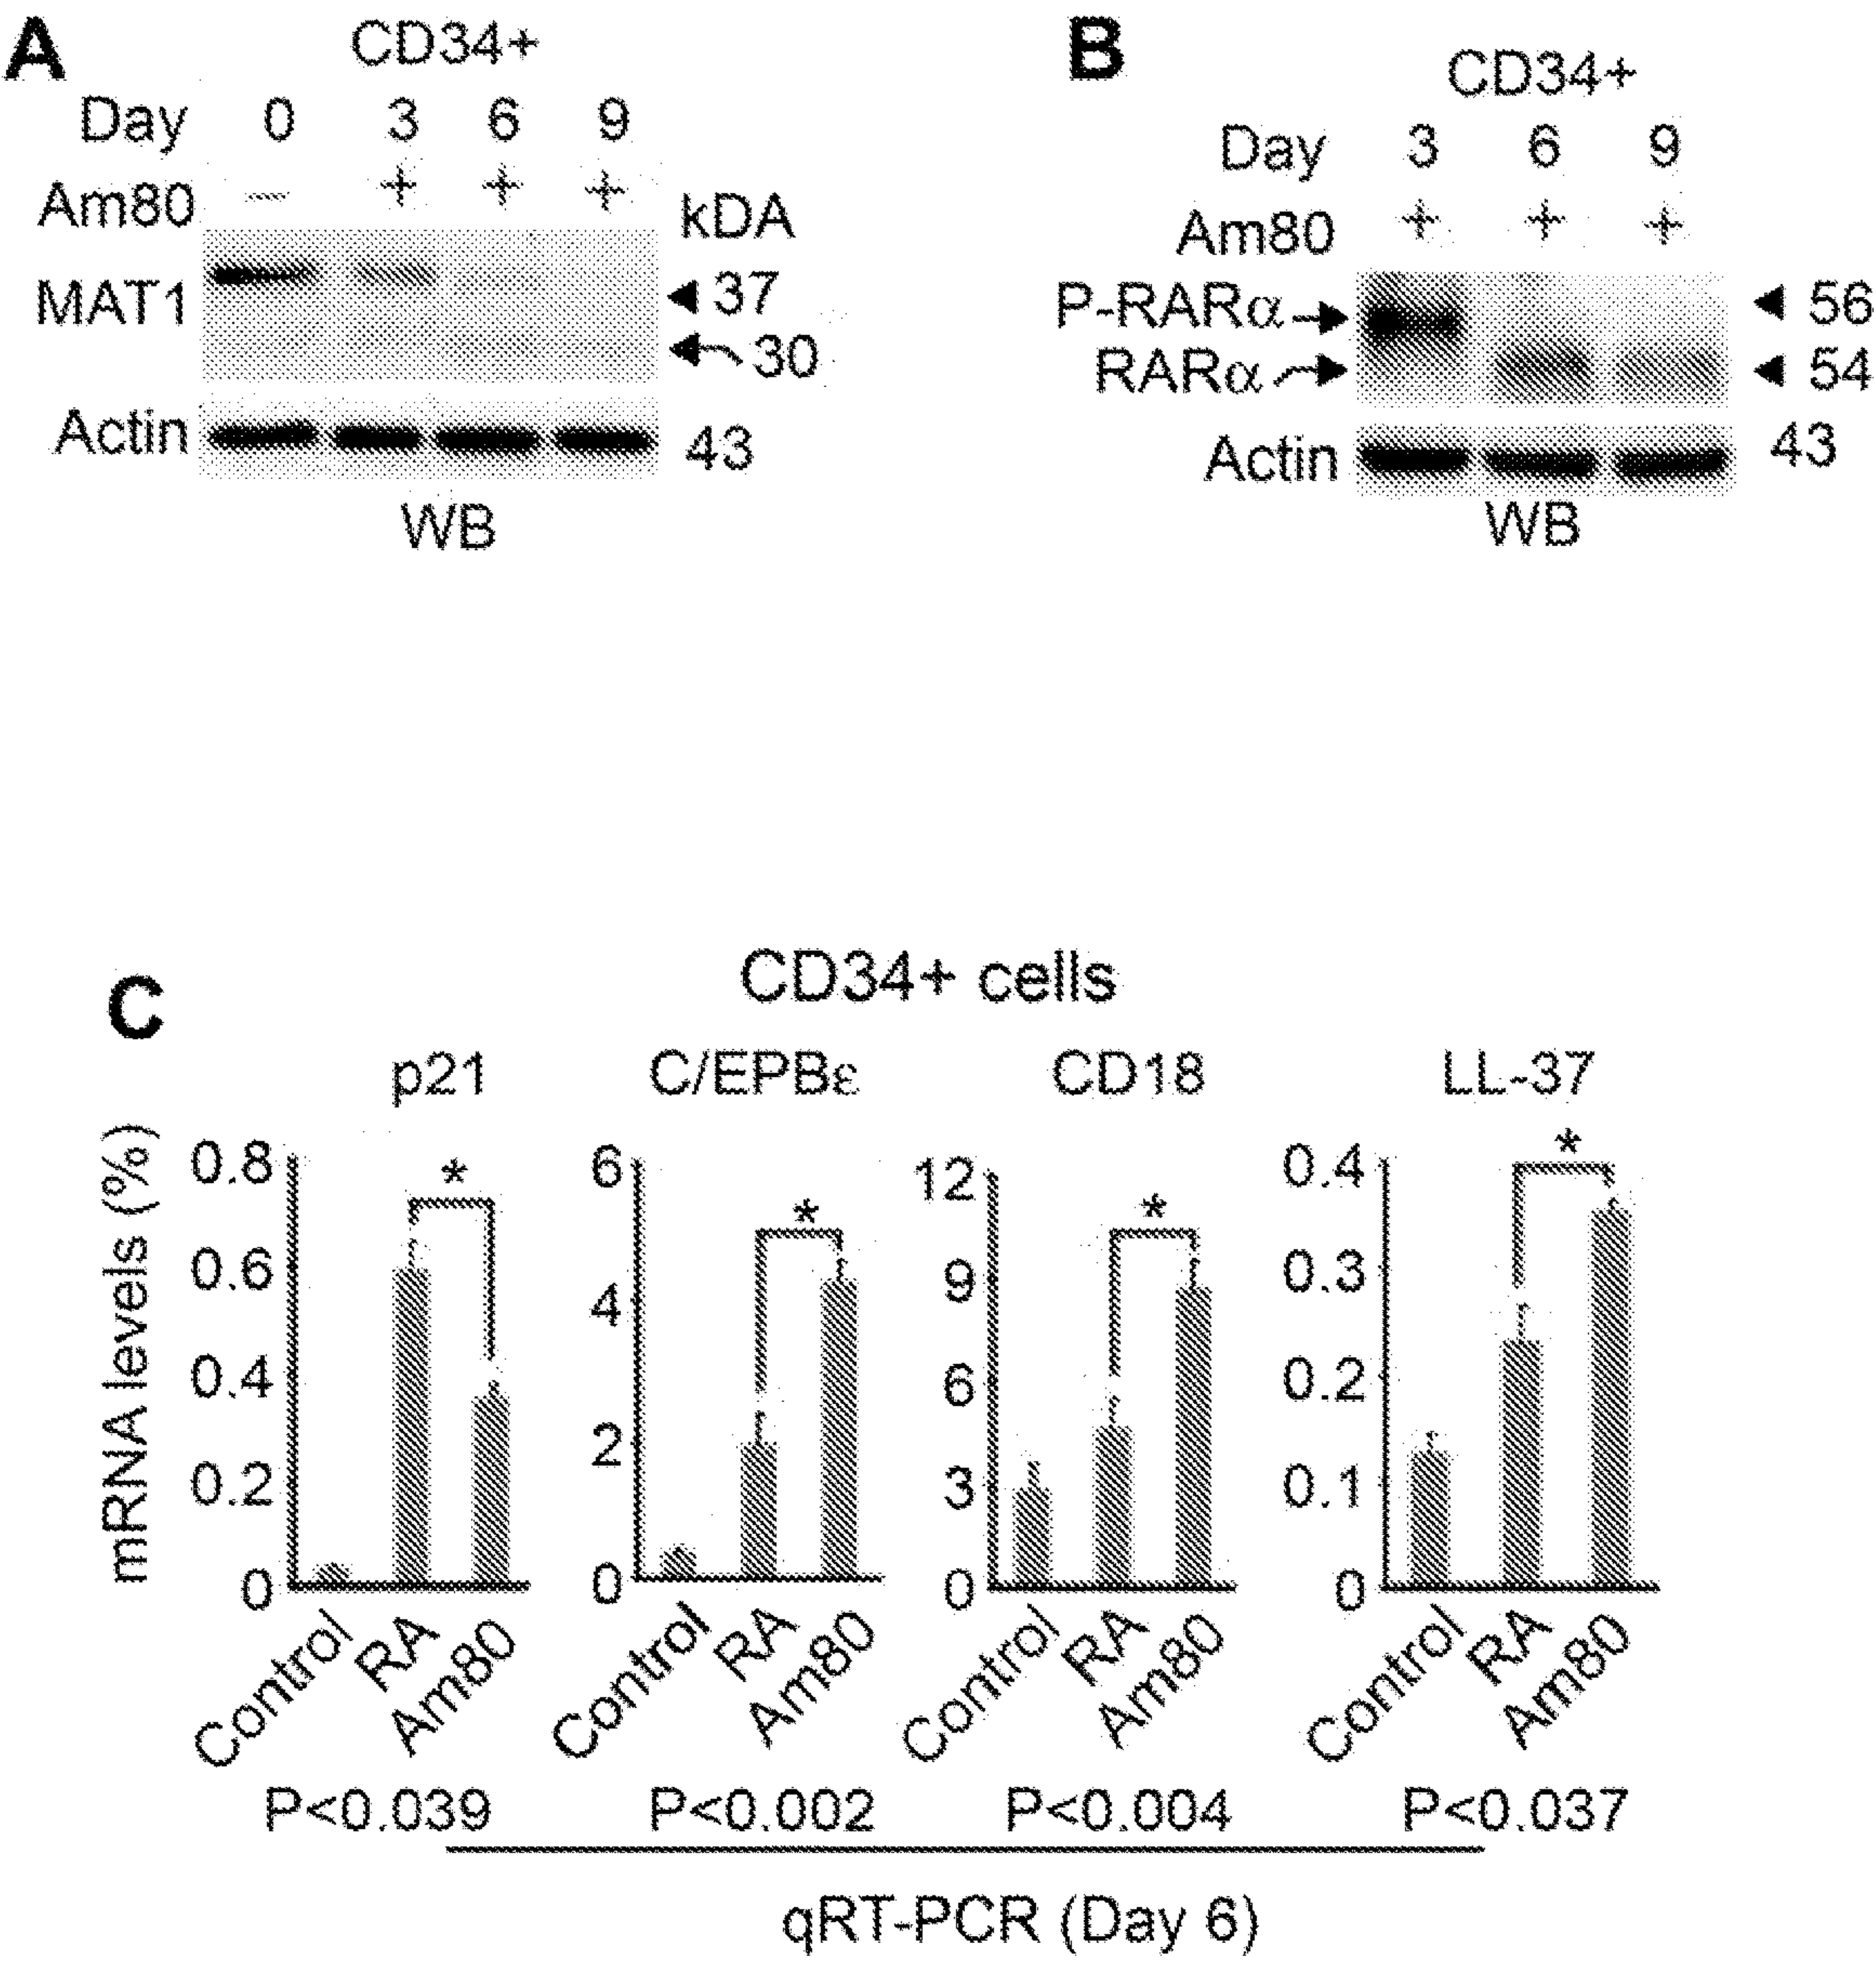 A
CD34+
Day 0 3 6 9
Am80 – + + +
kDA
MAT1
37
30
Actin
43
WB
B
CD34+
Day 3 6 9
Am80 + + +
P-RARα
56
RARα
54
Actin
43
WB
C
CD34+ cells
p21 C/EPBε CD18 LL-37
mRNA levels (%)
0.8
0.6
0.4
0.2
0
*
Control RA Am80
P<0.039
6
4
2
0
*
Control RA Am80
P<0.002
12
9
6
3
0
*
Control RA Am80
P<0.004
0.4
0.3
0.2
0.1
0
*
Control RA Am80
P<0.037
qRT-PCR (Day 6)